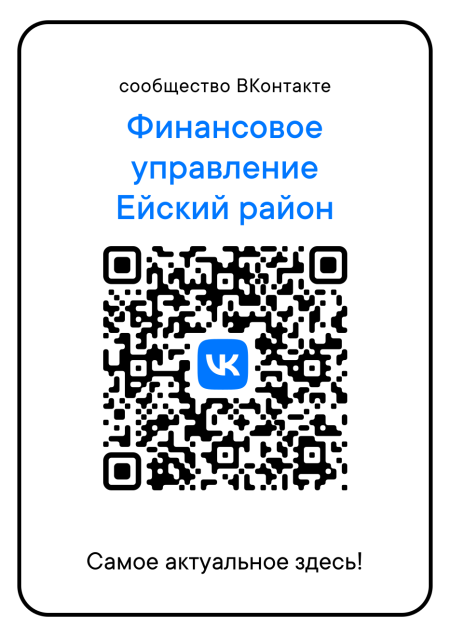 сообщество ВКонтакте
Финансовое
управление
Ейский район
Самое актуальное здесь!